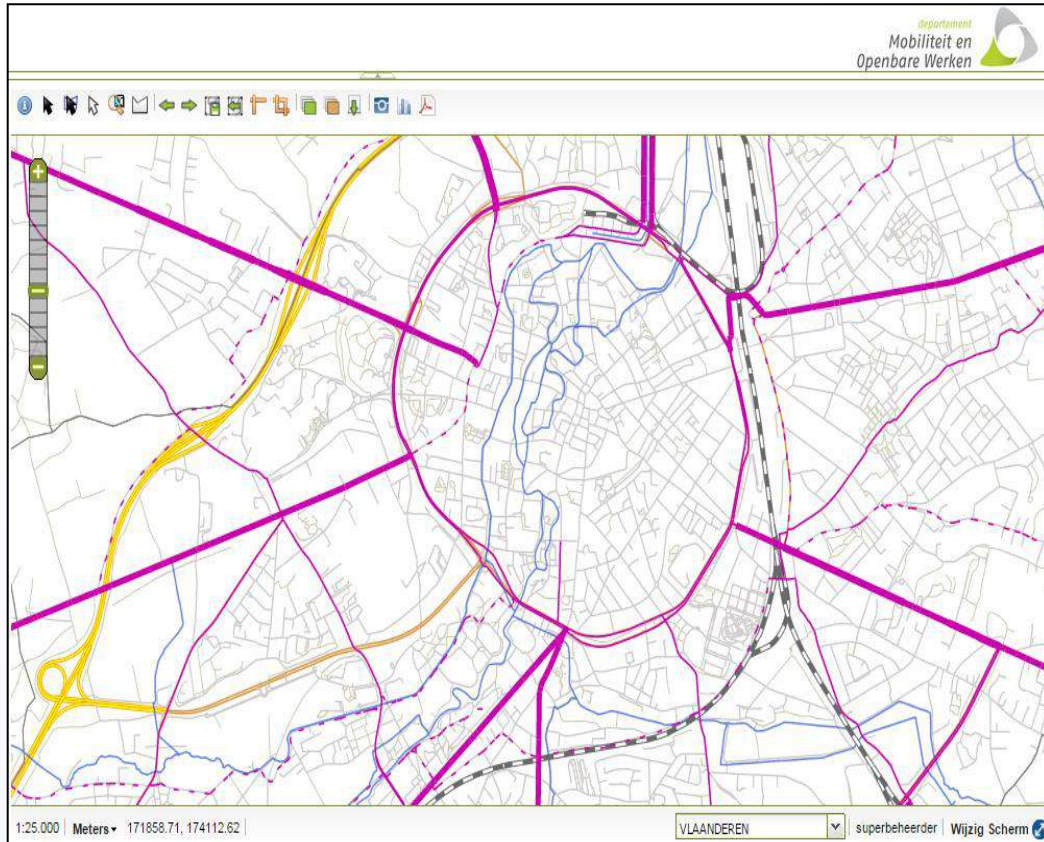 departement
Mobiliteit en
Openbare Werken
1:25.000 Meters 171858.71, 174112.62 VLAANDEREN superbeheerder Wijzig Scherm